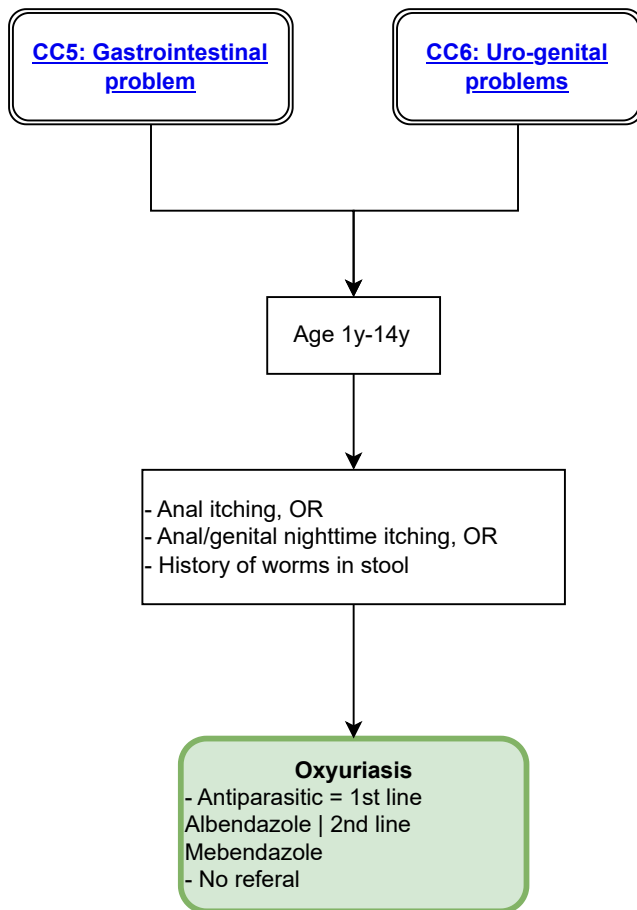 CC5: Gastrointestinal
problem
CC6: Uro-genital
problems
Age 1y-14y
- Anal itching, OR
- Anal/genital nighttime itching, OR
- History of worms in stool
Oxyuriasis
- Antiparasitic = 1st line
Albendazole | 2nd line
Mebendazole
- No referal